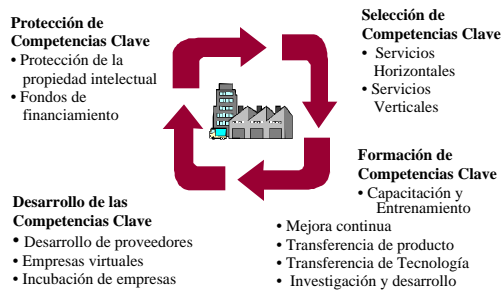 Protección de
Competencias Clave
• Protección de la
propiedad intelectual
• Fondos de
financiamiento
Selección de
Competencias Clave
• Servicios
Horizontales
• Servicios
Verticales
Formación de
Competencias Clave
• Capacitación y
Entrenamiento
• Mejora continua
• Transferencia de producto
• Transferencia de Tecnología
• Investigación y desarrollo
Desarrollo de las
Competencias Clave
• Desarrollo de proveedores
• Empresas virtuales
• Incubación de empresas